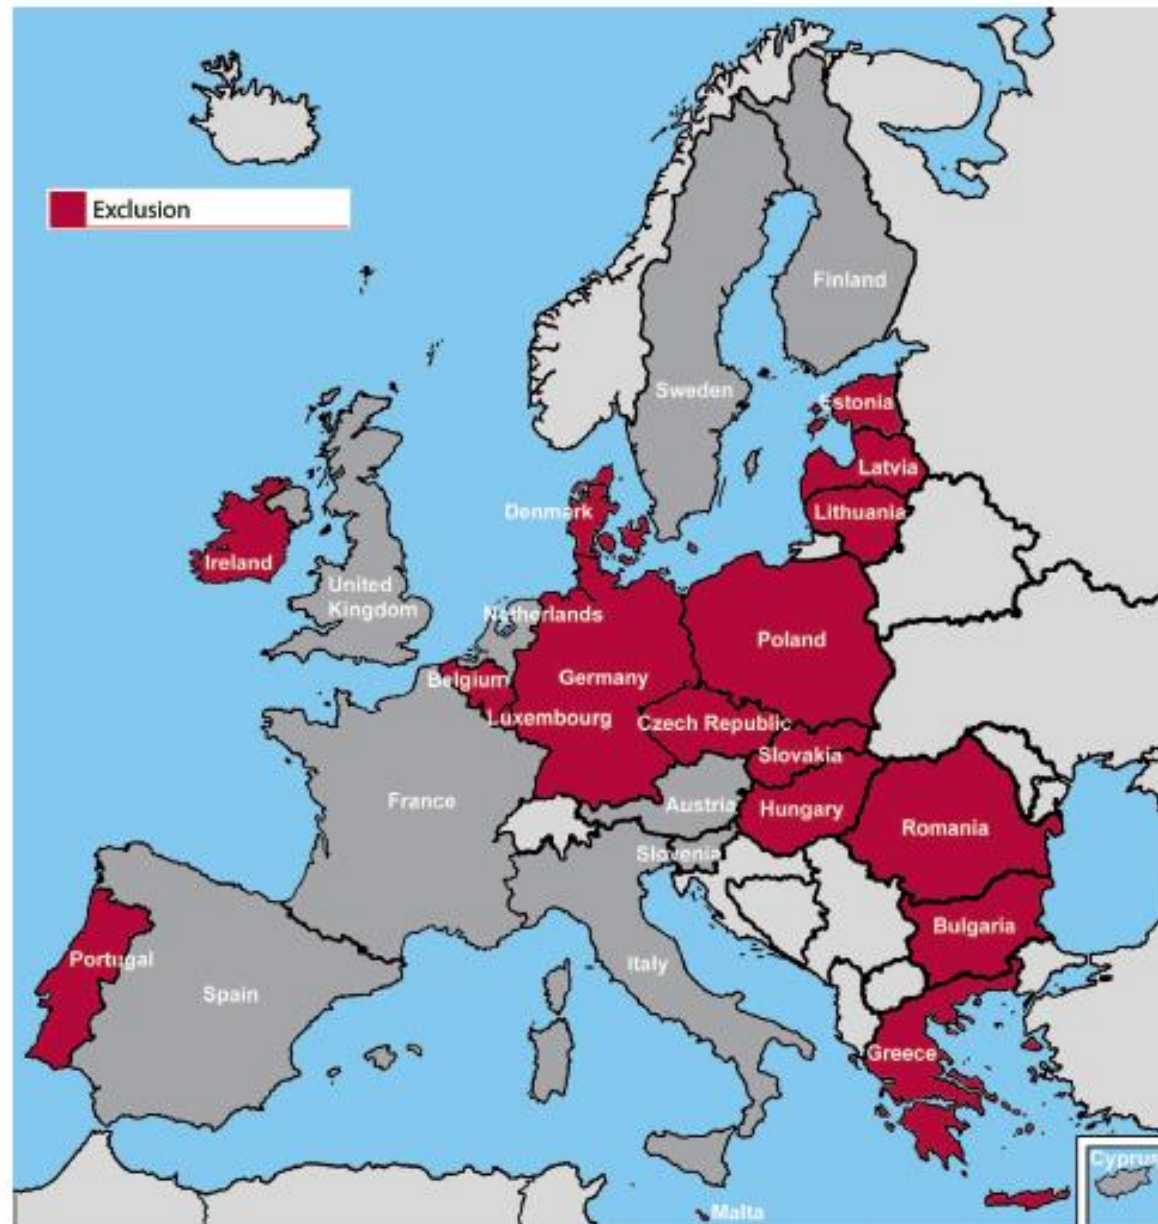 Exclusion
Finland
Sweden
Estonia
Latvia
Denmark
Lithuania
Ireland
United
Kingdom
Netherlands
Poland
Belgium
Germany
Luxembourg
Czech Republic
Slovakia
France
Austria
Hungary
Romania
Slovenia
Bulgaria
Portugal
Italy
Spain
Greece
Cyprus
Malta